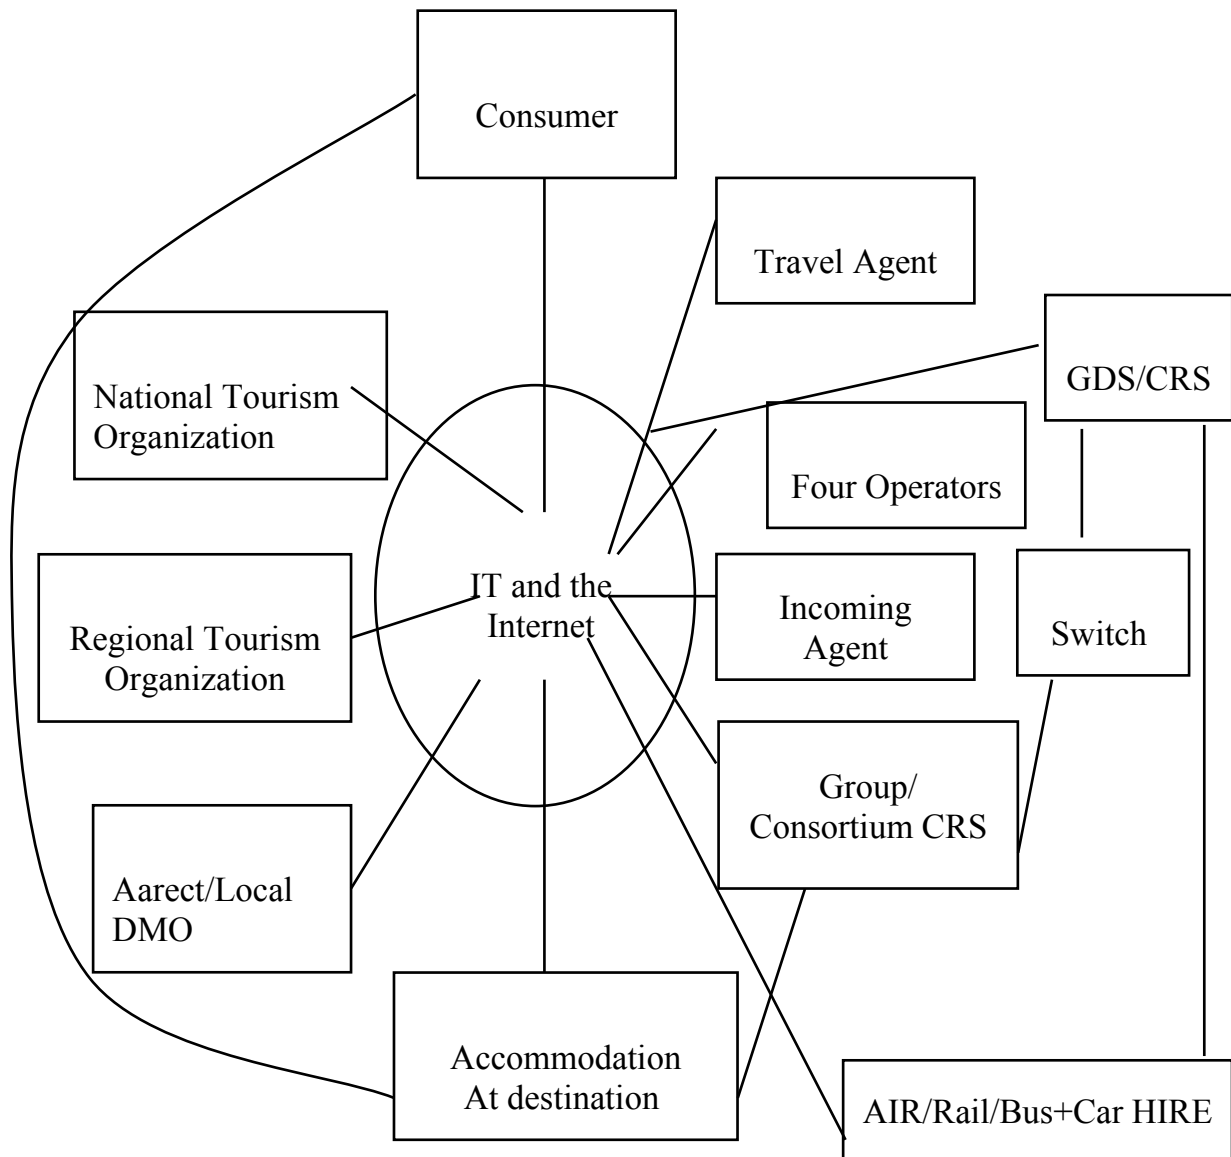 Consumer
Travel Agent
GDS/CRS
National Tourism
Organization
Four Operators
IT and the
Internet
Incoming
Agent
Switch
Regional Tourism
Organization
Group/
Consortium CRS
Aarect/Local
DMO
Accommodation
At destination
AIR/Rail/Bus+Car HIRE